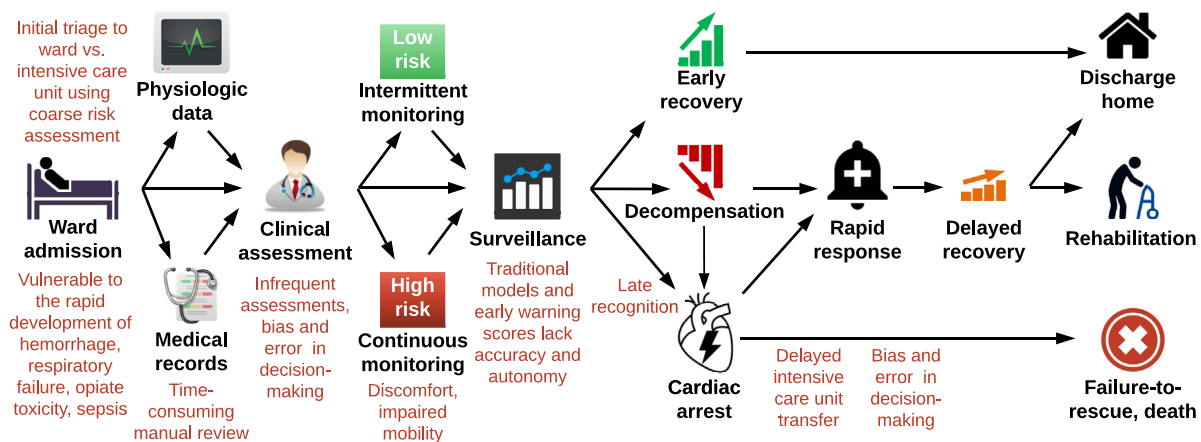 Initial triage to
ward vs.
intensive care
unit using
coarse risk
assessment
Ward
admission
Vulnerable to
the rapid
development of
hemorrhage,
respiratory
failure, opiate
toxicity, sepsis
Physiologic
data
Medical
records
Time-
consuming
manual review
Clinical
assessment
Infrequent
assessments,
bias and
error in
decision-
making
Low
risk
Intermittent
monitoring
High
risk
Continuous
monitoring
Discomfort,
impaired
mobility
Surveillance
Traditional
models and
early warning
scores lack
accuracy and
autonomy
Early
recovery
Decompensation
Late
recognition
Cardiac
arrest
Rapid
response
Delayed
recovery
Delayed
intensive
care unit
transfer
Bias and
error in
decision-
making
Discharge
home
Rehabilitation
Failure-to-
rescue, death